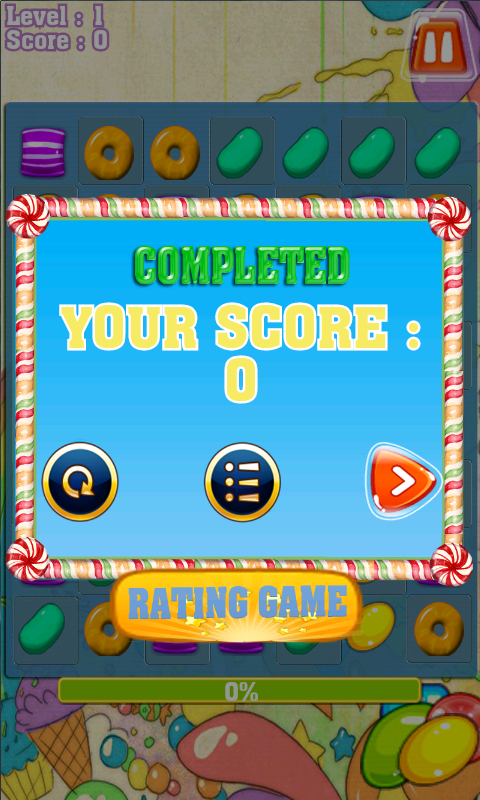 Level : 1
Score : 0
COMPLETED
YOUR SCORE :
0
RATING GAME
0%